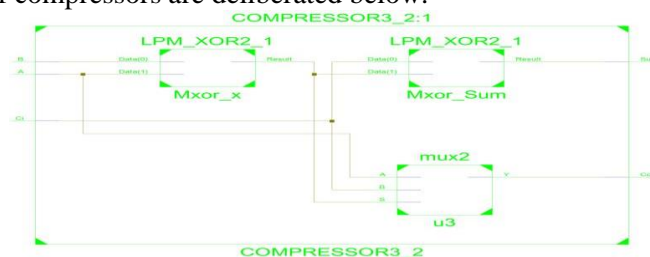 r compressors are deliberated below.
COMPRESSOR3_2:1
LPM_XOR2_1 LPM_XOR2_1
B Data(0) Result Data(0) Result
A Data(1) Data(1)
Mxor_x Mxor_Sum
Ci
mux2
A Y
B
S
u3
COMPRESSOR3_2